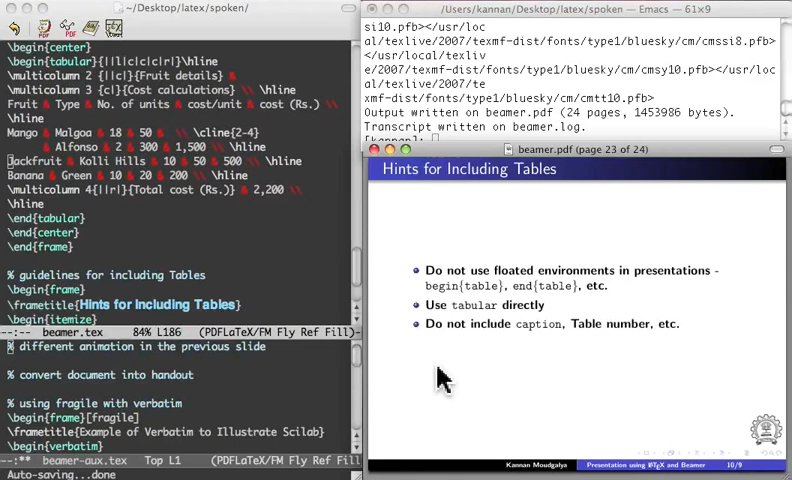 ~/Desktop/latex/spoken/
\begin{center}
\begin{tabular}{||l|c|c|c|c|}\hline
\multicolumn 2 {||c|}{Fruit details} &
\multicolumn 3 {c|}{Cost calculations} \\ \hline
Fruit & Type & No. of units & cost/unit & cost (Rs.) \\
\hline
Mango & Malgoa & 18 & 50 &  \\ \cline{2-4}
& Alfonso & 2 & 300 & 1,500 \\ \hline
Jackfruit & Kolli Hills & 10 & 50 & 500 \\ \hline
Banana & Green & 10 & 20 & 200 \\ \hline
\multicolumn 4{||r|}{Total cost (Rs.)} & 2,200 \\
\hline
\end{tabular}
\end{center}
\end{frame}
% guidelines for including Tables
\begin{frame}
\frametitle{Hints for Including Tables}
\begin{itemize}
--:-- beamer.tex 84% L186 (PDFLaTeX/FM Fly Ref Fill)
% different animation in the previous slide
% convert document into handout
% using fragile with verbatim
\begin{frame}[fragile]
\frametitle{Example of Verbatim to Illustrate Scilab}
\begin{verbatim}
--:** beamer-aux.tex Top L1 (PDFLaTeX/FM Fly Ref Fill
Auto-saving...done
/Users/kannan/Desktop/latex/spoken — Emacs — 61×9
si10.pfb></usr/loc
al/texlive/2007/texmf-dist/fonts/type1/bluesky/cm/cmssi8.pfb>
</usr/local/texliv
e/2007/texmf-dist/fonts/type1/bluesky/cm/cmsy10.pfb></usr/loc
al/texlive/2007/te
xmf-dist/fonts/type1/bluesky/cm/cmtt10.pfb>
Output written on beamer.pdf (24 pages, 1453986 bytes).
Transcript written on beamer.log.
beamer.pdf (page 23 of 24)
Hints for Including Tables
Do not use floated environments in presentations -
begin{table}, end{table}, etc.
Use tabular directly
Do not include caption, Table number, etc.
Kannan Moudgalya Presentation using LATEX and Beamer 10/9